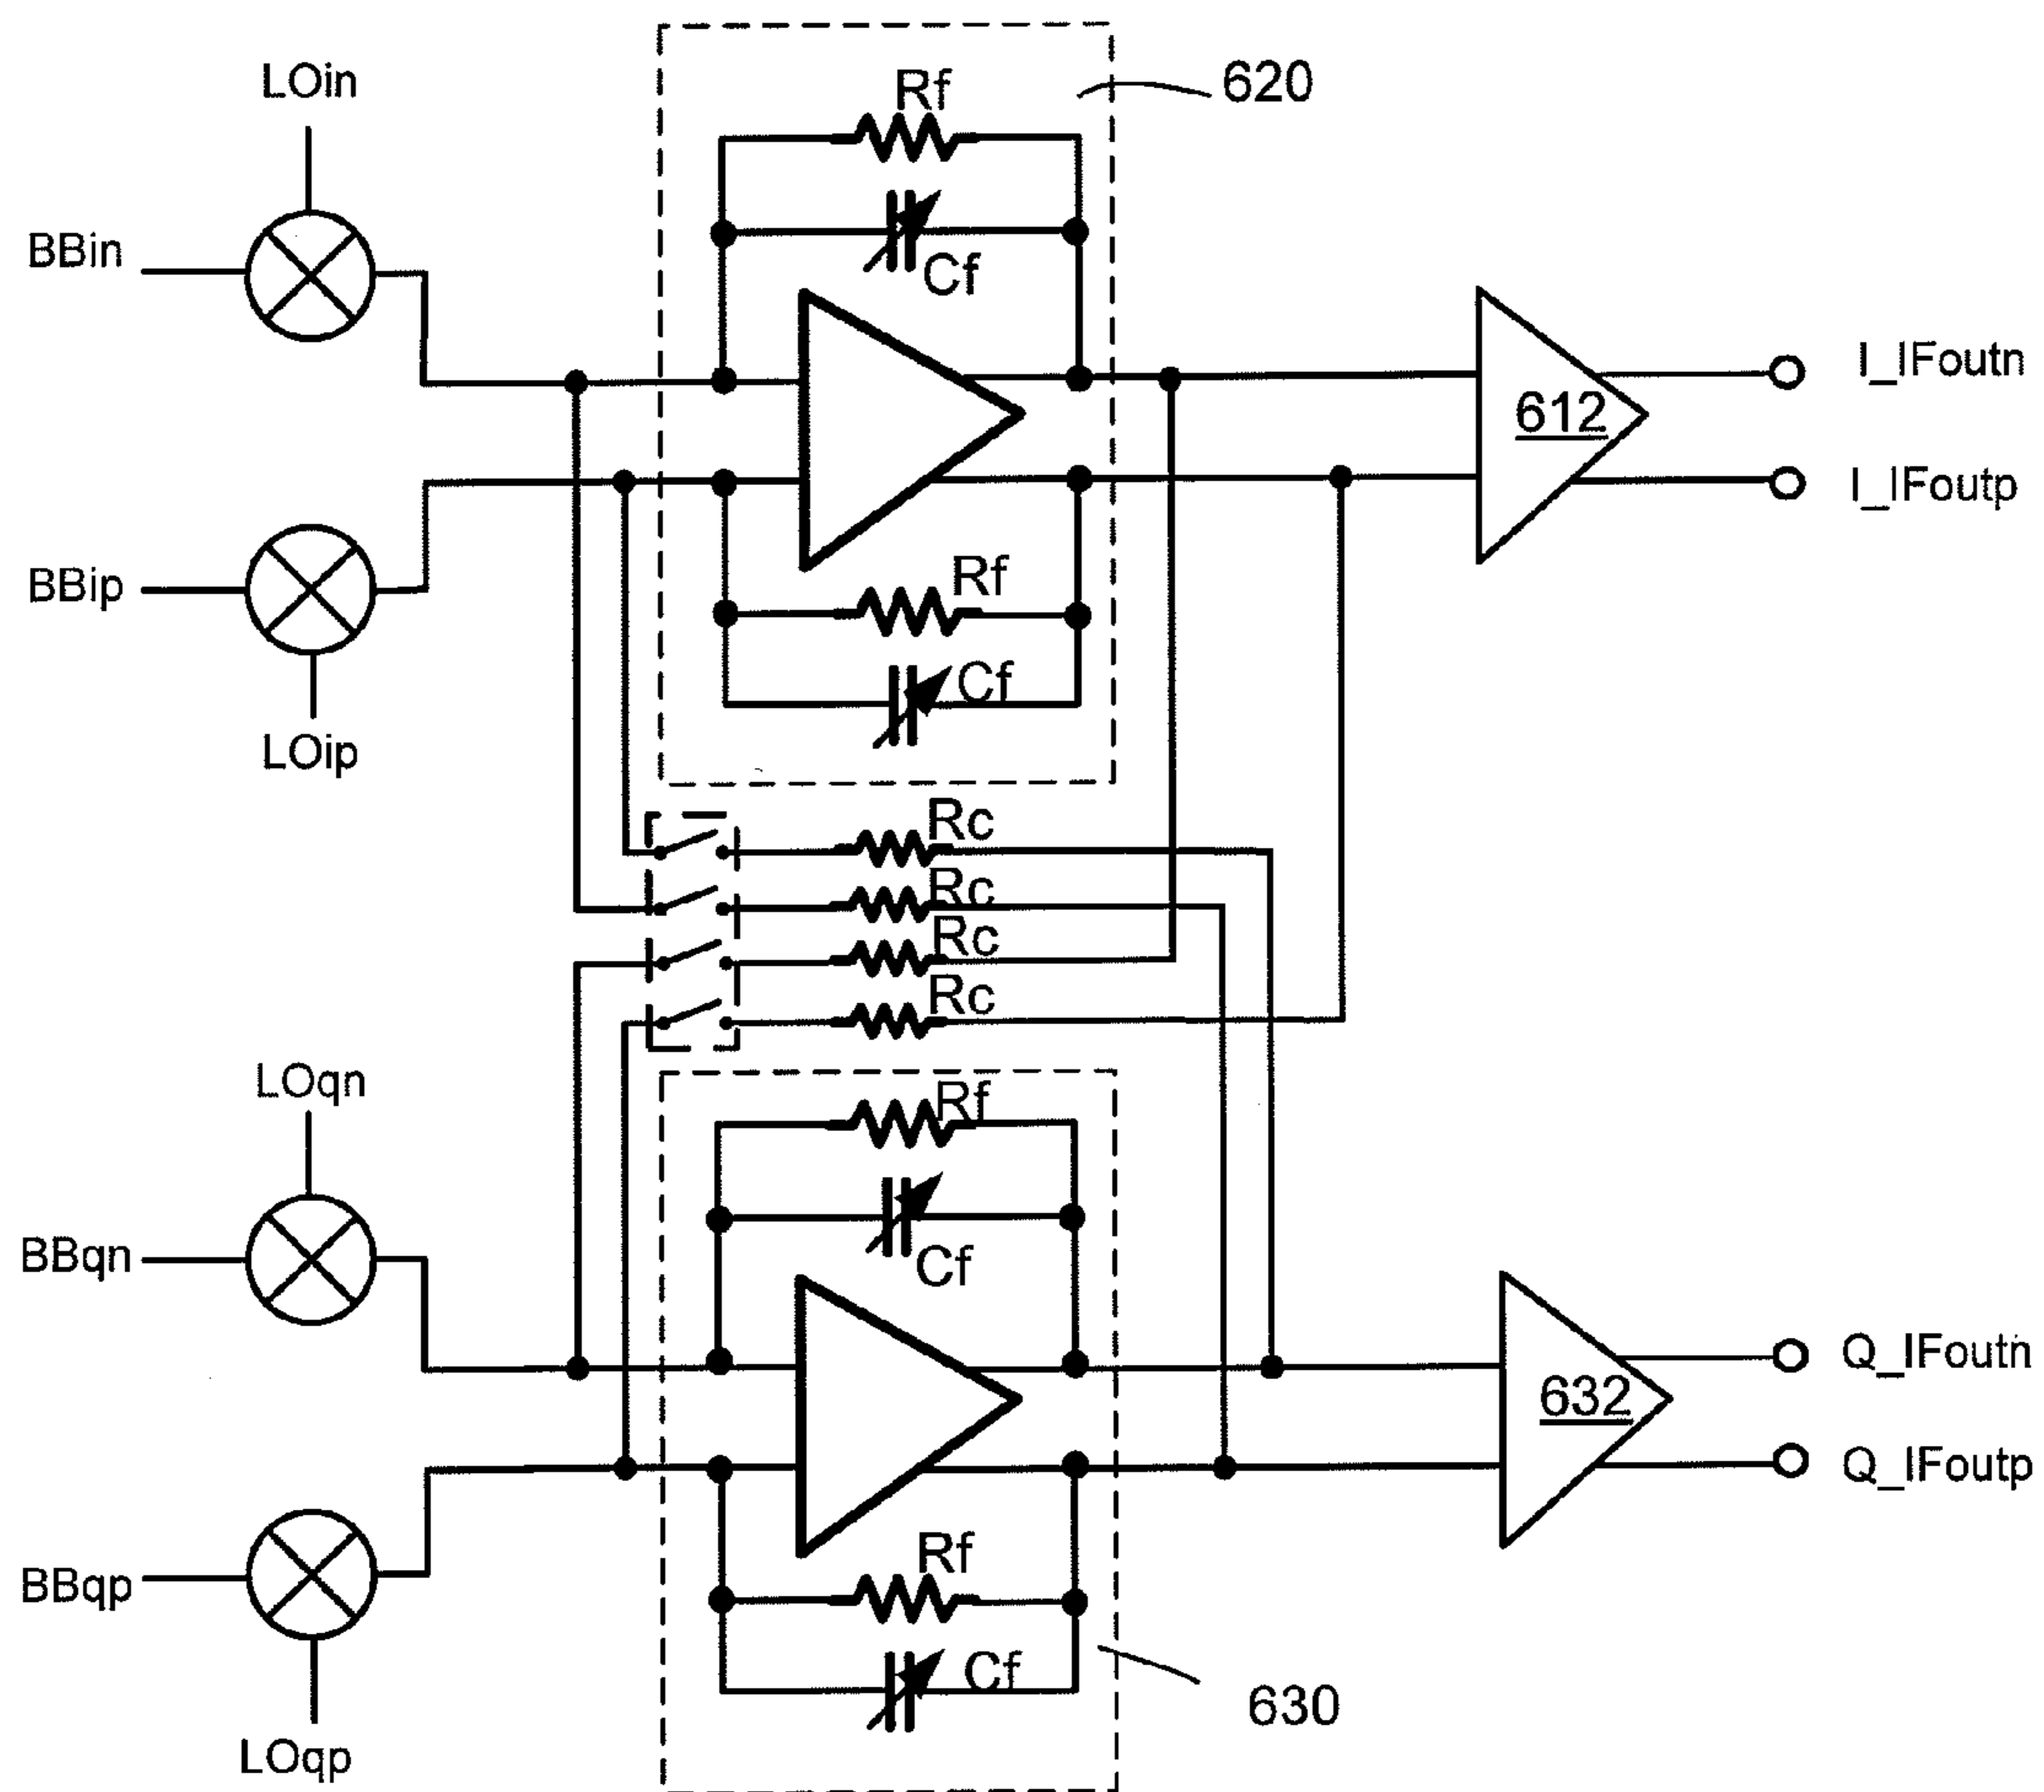 LOin
BBin
BBip
LOip
Rf
Cf
620
Rf
Cf
612
I_IFoutn
I_IFoutp
Rc
Rc
Rc
Rc
LOqn
BBqn
BBqp
LOqp
Rf
Cf
Rf
Cf
630
632
Q_IFoutn
Q_IFoutp